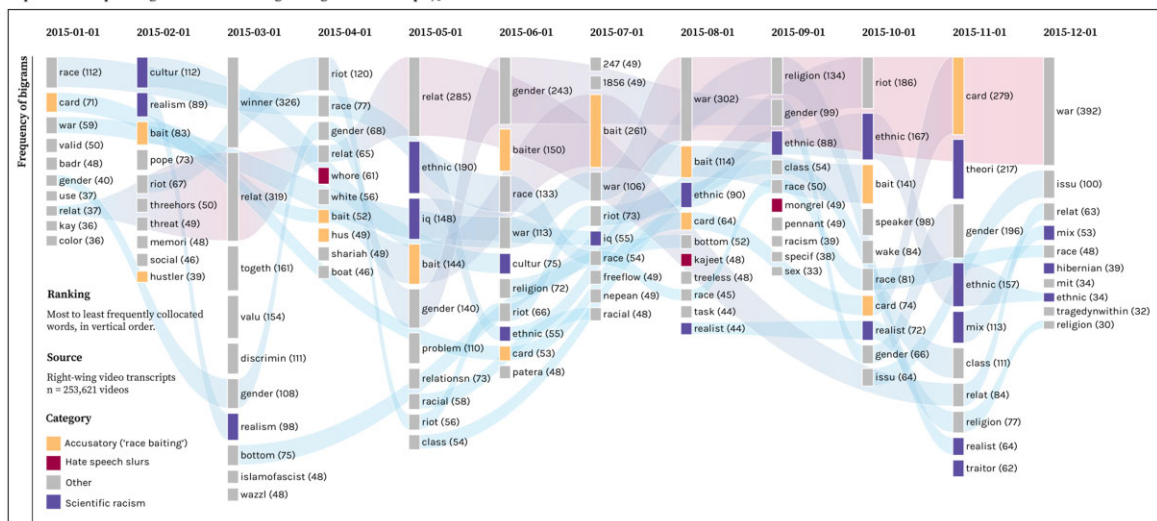 2015-01-01 2015-02-01 2015-03-01 2015-04-01 2015-05-01 2015-06-01 2015-07-01 2015-08-01 2015-09-01 2015-10-01 2015-11-01 2015-12-01
Frequency of bigrams
race (112)
card (71)
war (59)
valid (50)
badr (48)
gender (40)
use (37)
relat (37)
kay (36)
color (36)
cultur (112)
realism (89)
bait (83)
pope (73)
riot (67)
threehors (50)
threat (49)
memori (48)
social (46)
hustler (39)
winner (326)
relat (319)
togeth (161)
valu (154)
discrimin (111)
gender (108)
realism (98)
bottom (75)
islamofascist (48)
wazzl (48)
riot (120)
race (77)
gender (68)
relat (65)
whore (61)
white (56)
bait (52)
hus (49)
shariah (49)
boat (46)
relat (285)
ethnic (190)
iq (148)
bait (144)
gender (140)
problem (110)
relationsn (73)
racial (58)
riot (56)
class (54)
gender (243)
baiter (150)
race (133)
war (113)
cultur (75)
religion (72)
riot (66)
ethnic (55)
card (53)
patera (48)
247 (49)
1856 (49)
bait (261)
war (106)
riot (73)
iq (55)
race (54)
freeflow (49)
nepean (49)
racial (48)
war (302)
bait (114)
ethnic (90)
card (64)
bottom (52)
kajeet (48)
treeless (48)
race (45)
task (44)
realist (44)
religion (134)
gender (99)
ethnic (88)
class (54)
race (50)
mongrel (49)
pennant (49)
racism (39)
specif (38)
sex (33)
riot (186)
ethnic (167)
bait (141)
speaker (98)
wake (84)
race (81)
card (74)
realist (72)
gender (66)
issu (64)
card (279)
theori (217)
gender (196)
ethnic (157)
mix (113)
class (111)
relat (84)
religion (77)
realist (64)
traitor (62)
war (392)
issu (100)
relat (63)
mix (53)
race (48)
hibernian (39)
mit (34)
ethnic (34)
tragedynwithin (32)
religion (30)
Ranking
Most to least frequently collocated
words, in vertical order.
Source
Right-wing video transcripts
n = 253,621 videos
Category
Accusatory ('race baiting')
Hate speech slurs
Other
Scientific racism